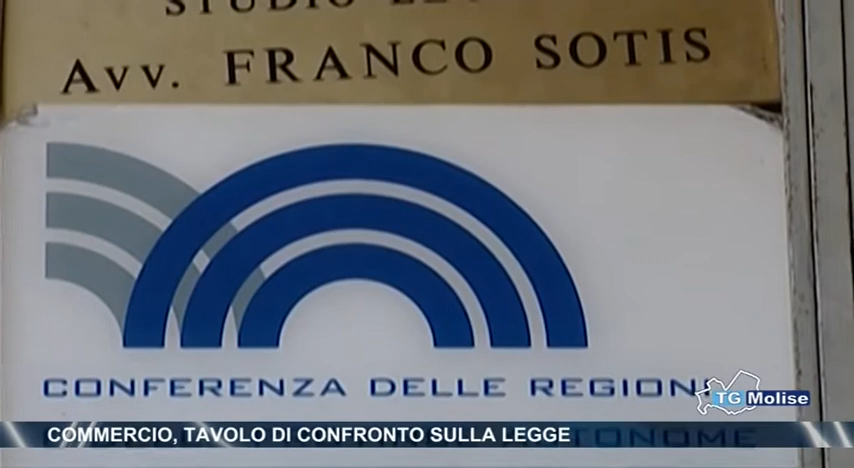 Avv. FRANCO SOTIS
CONFERENZA DELLE REGIONI
TG Molise
COMMERCIO, TAVOLO DI CONFRONTO SULLA LEGGE